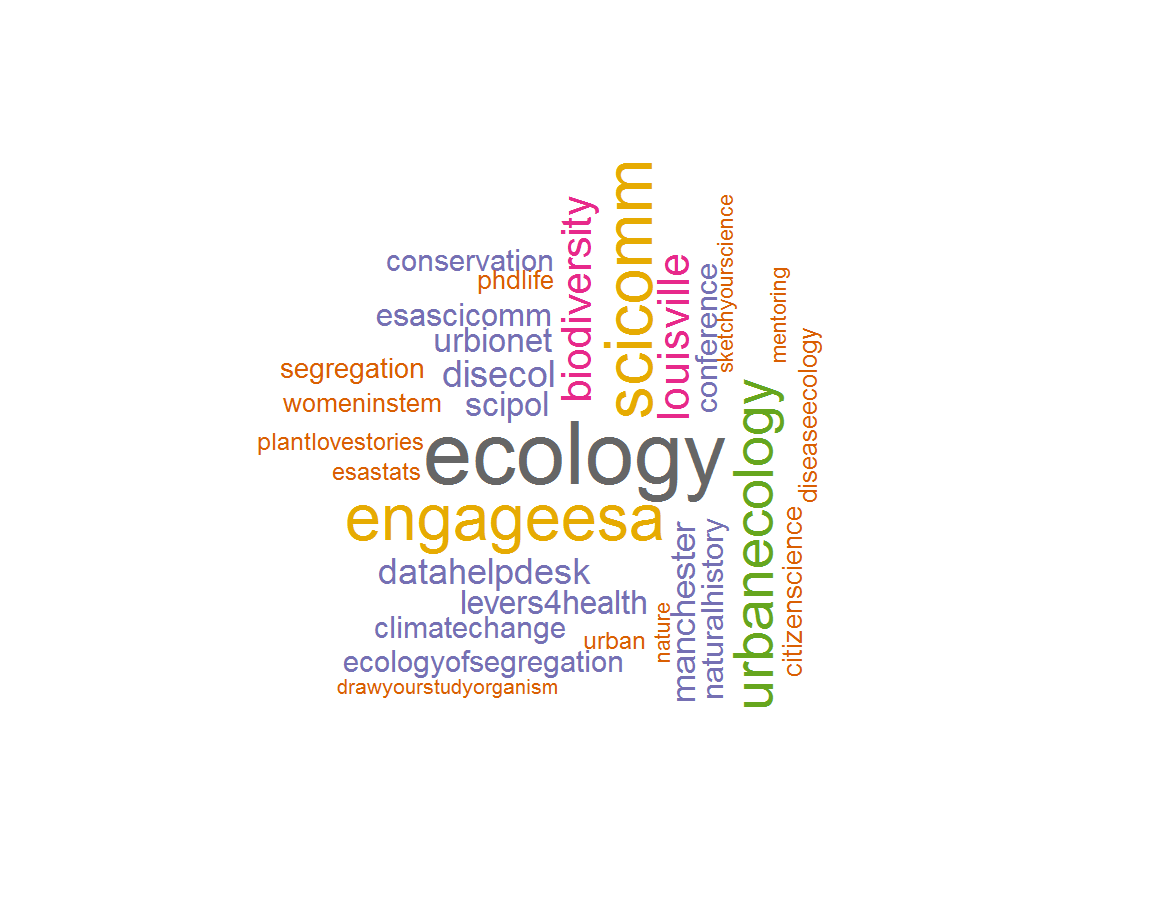 conservation
phdlife
esascicomm
urbionet
segregation
disecol
womeninstem
scipol
biodiversity
scicomm
louisville
conference
sketchyourscience
mentoring
diseaseecology
plantlovestories
esastats
ecology
engageesa
urbanecology
citizenscience
datahelpdesk
levers4health
climatechange
urban
nature
manchester
naturalhistory
ecologyofsegregation
drawyourstudyorganism